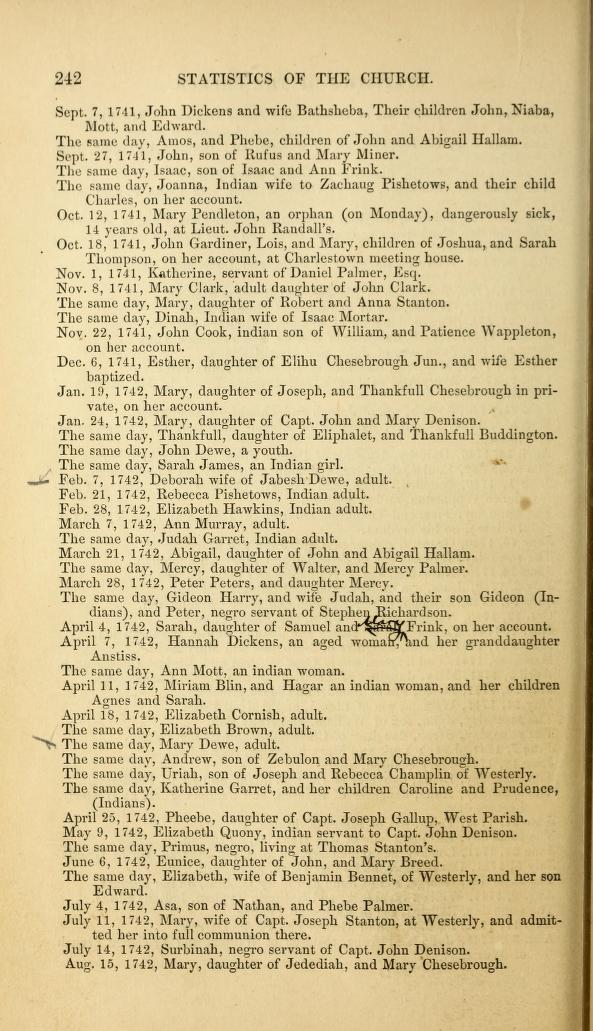 242 STATISTICS OF THE CHURCH.
Sept. 7, 1741, John Dickens and wife Bathsheba, Their children John, Niaba,
Mott, and Edward.
The same day, Amos, and Phebe, children of John and Abigail Hallam.
Sept. 27, 1741, John, son of Rufus and Mary Miner.
The same day, Isaac, son of Isaac and Ann Frink.
The same day, Joanna, Indian wife to Zachaug Pishetows, and their child
Charles, on her account.
Oct. 12, 1741, Mary Pendleton, an orphan (on Monday), dangerously sick,
14 years old, at Lieut. John Randall's.
Oct. 18, 1741, John Gardiner, Lois, and Mary, children of Joshua, and Sarah
Thompson, on her account, at Charlestown meeting house.
Nov. 1, 1741, Katherine, servant of Daniel Palmer, Esq.
Nov. 8, 1741, Mary Clark, adult daughter of John Clark.
The same day, Mary, daughter of Robert and Anna Stanton.
The same day, Dinah, Indian wife of Isaac Mortar.
Nov. 22, 1741, John Cook, indian son of William, and Patience Wappleton,
on her account.
Dec. 6, 1741, Esther, daughter of Elihu Chesebrough Jun., and wife Esther
baptized.
Jan. 19, 1742, Mary, daughter of Joseph, and Thankfull Chesebrough in pri-
vate, on her account.
Jan. 24, 1742, Mary, daughter of Capt. John and Mary Denison.
The same day, Thankfull, daughter of Eliphalet, and Thankfull Buddington.
The same day, John Dewe, a youth.
The same day, Sarah James, an Indian girl.
Feb. 7, 1742, Deborah wife of Jabesh Dewe, adult.
Feb. 21, 1742, Rebecca Pishetows, Indian adult.
Feb. 28, 1742, Elizabeth Hawkins, Indian adult.
March 7, 1742, Ann Murray, adult.
The same day, Judah Garret, Indian adult.
March 21, 1742, Abigail, daughter of John and Abigail Hallam.
The same day, Mercy, daughter of Walter, and Mercy Palmer.
March 28, 1742, Peter Peters, and daughter Mercy.
The same day, Gideon Harry, and wife Judah, and their son Gideon (In-
dians), and Peter, negro servant of Stephen Richardson.
April 4, 1742, Sarah, daughter of Samuel and Frink, on her account.
April 7, 1742, Hannah Dickens, an aged woman, and her granddaughter
Anstiss.
The same day, Ann Mott, an indian woman.
April 11, 1742, Miriam Blin, and Hagar an indian woman, and her children
Agnes and Sarah.
April 18, 1742, Elizabeth Cornish, adult.
The same day, Elizabeth Brown, adult.
The same day, Mary Dewe, adult.
The same day, Andrew, son of Zebulon and Mary Chesebrough.
The same day, Uriah, son of Joseph and Rebecca Champlin of Westerly.
The same day, Katherine Garret, and her children Caroline and Prudence,
(Indians).
April 25, 1742, Pheebe, daughter of Capt. Joseph Gallup, West Parish.
May 9, 1742, Elizabeth Quony, indian servant to Capt. John Denison.
The same day, Primus, negro, living at Thomas Stanton's.
June 6, 1742, Eunice, daughter of John, and Mary Breed.
The same day, Elizabeth, wife of Benjamin Bennet, of Westerly, and her son
Edward.
July 4, 1742, Asa, son of Nathan, and Phebe Palmer.
July 11, 1742, Mary, wife of Capt. Joseph Stanton, at Westerly, and admit-
ted her into full communion there.
July 14, 1742, Surbinah, negro servant of Capt. John Denison.
Aug. 15, 1742, Mary, daughter of Jedediah, and Mary Chesebrough.